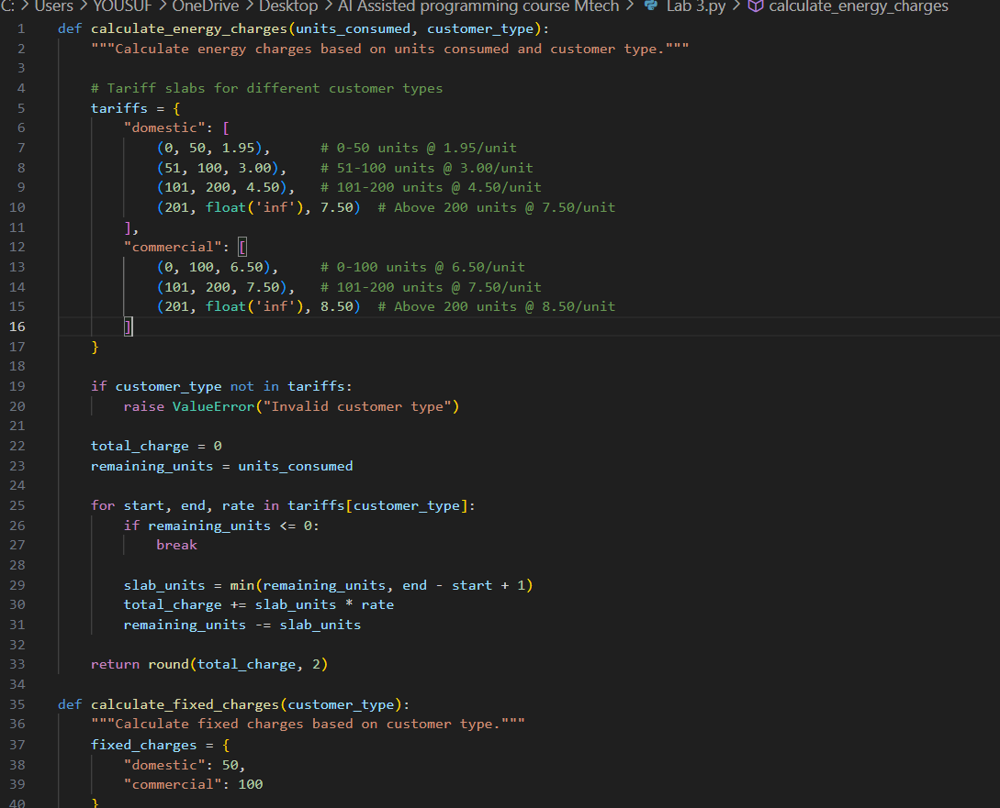 C: > Users > YOUSUF > OneDrive > Desktop > AI Assisted programming course Mtech > Lab 3.py > calculate_energy_charges
1 def calculate_energy_charges(units_consumed, customer_type):
2     """Calculate energy charges based on units consumed and customer type."""
3
4     # Tariff slabs for different customer types
5     tariffs = {
6         "domestic": [
7             (0, 50, 1.95),      # 0-50 units @ 1.95/unit
8             (51, 100, 3.00),    # 51-100 units @ 3.00/unit
9             (101, 200, 4.50),   # 101-200 units @ 4.50/unit
10             (201, float('inf'), 7.50)  # Above 200 units @ 7.50/unit
11         ],
12         "commercial": [
13             (0, 100, 6.50),     # 0-100 units @ 6.50/unit
14             (101, 200, 7.50),   # 101-200 units @ 7.50/unit
15             (201, float('inf'), 8.50)  # Above 200 units @ 8.50/unit
16         ]
17     }
18
19     if customer_type not in tariffs:
20         raise ValueError("Invalid customer type")
21
22     total_charge = 0
23     remaining_units = units_consumed
24
25     for start, end, rate in tariffs[customer_type]:
26         if remaining_units <= 0:
27             break
28
29         slab_units = min(remaining_units, end - start + 1)
30         total_charge += slab_units * rate
31         remaining_units -= slab_units
32
33     return round(total_charge, 2)
34
35 def calculate_fixed_charges(customer_type):
36     """Calculate fixed charges based on customer type."""
37     fixed_charges = {
38         "domestic": 50,
39         "commercial": 100
40     }